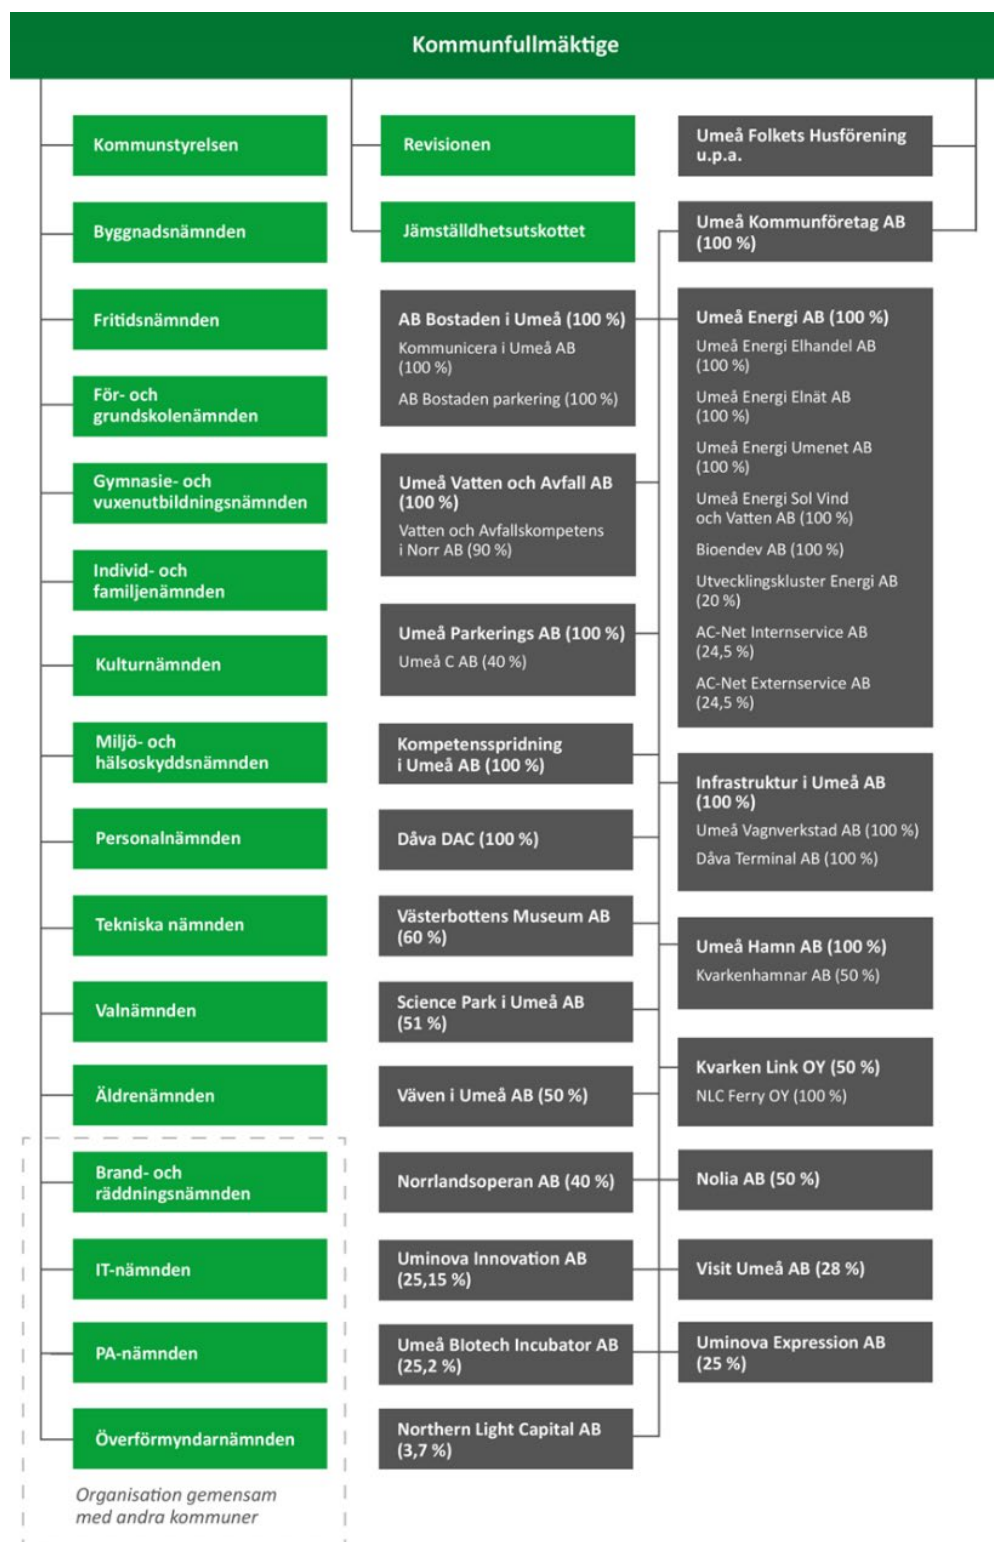 Kommunfullmäktige
Kommunstyrelsen
Byggnadsnämnden
Fritidsnämnden
För- och
grundskolenämnden
Gymnasie- och
vuxenutbildningsnämnden
Individ- och
familjenämnden
Kulturnämnden
Miljö- och
hälsoskyddsnämnden
Personalnämnden
Tekniska nämnden
Valnämnden
Äldrenämnden
Brand- och
räddningsnämnden
IT-nämnden
PA-nämnden
Överförmyndarnämnden
Organisation gemensam
med andra kommuner
Revisionen
Jämställdhetsutskottet
AB Bostaden i Umeå (100 %)
Kommunicera i Umeå AB
(100 %)
AB Bostaden parkering (100 %)
Umeå Vatten och Avfall AB
(100 %)
Vatten och Avfallskompetens
i Norr AB (90 %)
Umeå Parkerings AB (100 %)
Umeå C AB (40 %)
Kompetensspridning
i Umeå AB (100 %)
Dåva DAC (100 %)
Västerbottens Museum AB
(60 %)
Science Park i Umeå AB
(51 %)
Väven i Umeå AB (50 %)
Norrlandsoperan AB (40 %)
Uminova Innovation AB
(25,15 %)
Umeå BIotech Incubator AB
(25,2 %)
Northern Light Capital AB
(3,7 %)
Umeå Folkets Husförening
u.p.a.
Umeå Kommunföretag AB
(100 %)
Umeå Energi AB (100 %)
Umeå Energi Elhandel AB
(100 %)
Umeå Energi Elnät AB
(100 %)
Umeå Energi Umenet AB
(100 %)
Umeå Energi Sol Vind
och Vatten AB (100 %)
Bioendev AB (100 %)
Utvecklingskluster Energi AB
(20 %)
AC-Net Internservice AB
(24,5 %)
AC-Net Externservice AB
(24,5 %)
Infrastruktur i Umeå AB
(100 %)
Umeå Vagnverkstad AB (100 %)
Dåva Terminal AB (100 %)
Umeå Hamn AB (100 %)
Kvarkenhamnar AB (50 %)
Kvarken Link OY (50 %)
NLC Ferry OY (100 %)
Nolia AB (50 %)
Visit Umeå AB (28 %)
Uminova Expression AB
(25 %)